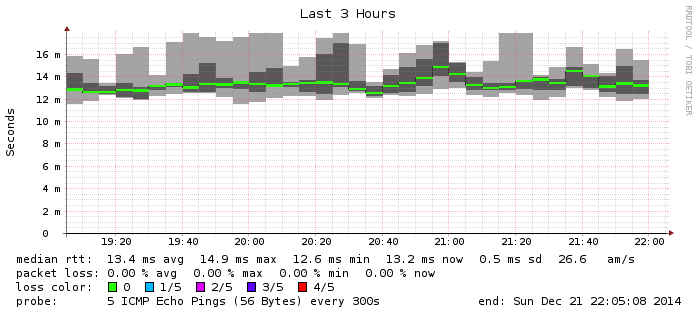 Last 3 Hours
RRDTOOL / TOBI OETIKER
Seconds
16 m
14 m
12 m
10 m
8 m
6 m
4 m
2 m
0
19:20 19:40 20:00 20:20 20:40 21:00 21:20 21:40 22:00
median rtt: 13.4 ms avg 14.9 ms max 12.6 ms min 13.2 ms now 0.5 ms sd 26.6 am/s
packet loss: 0.00 % avg 0.00 % max 0.00 % min 0.00 % now
loss color: 0 1/5 2/5 3/5 4/5
probe: 5 ICMP Echo Pings (56 Bytes) every 300s end: Sun Dec 21 22:05:08 2014